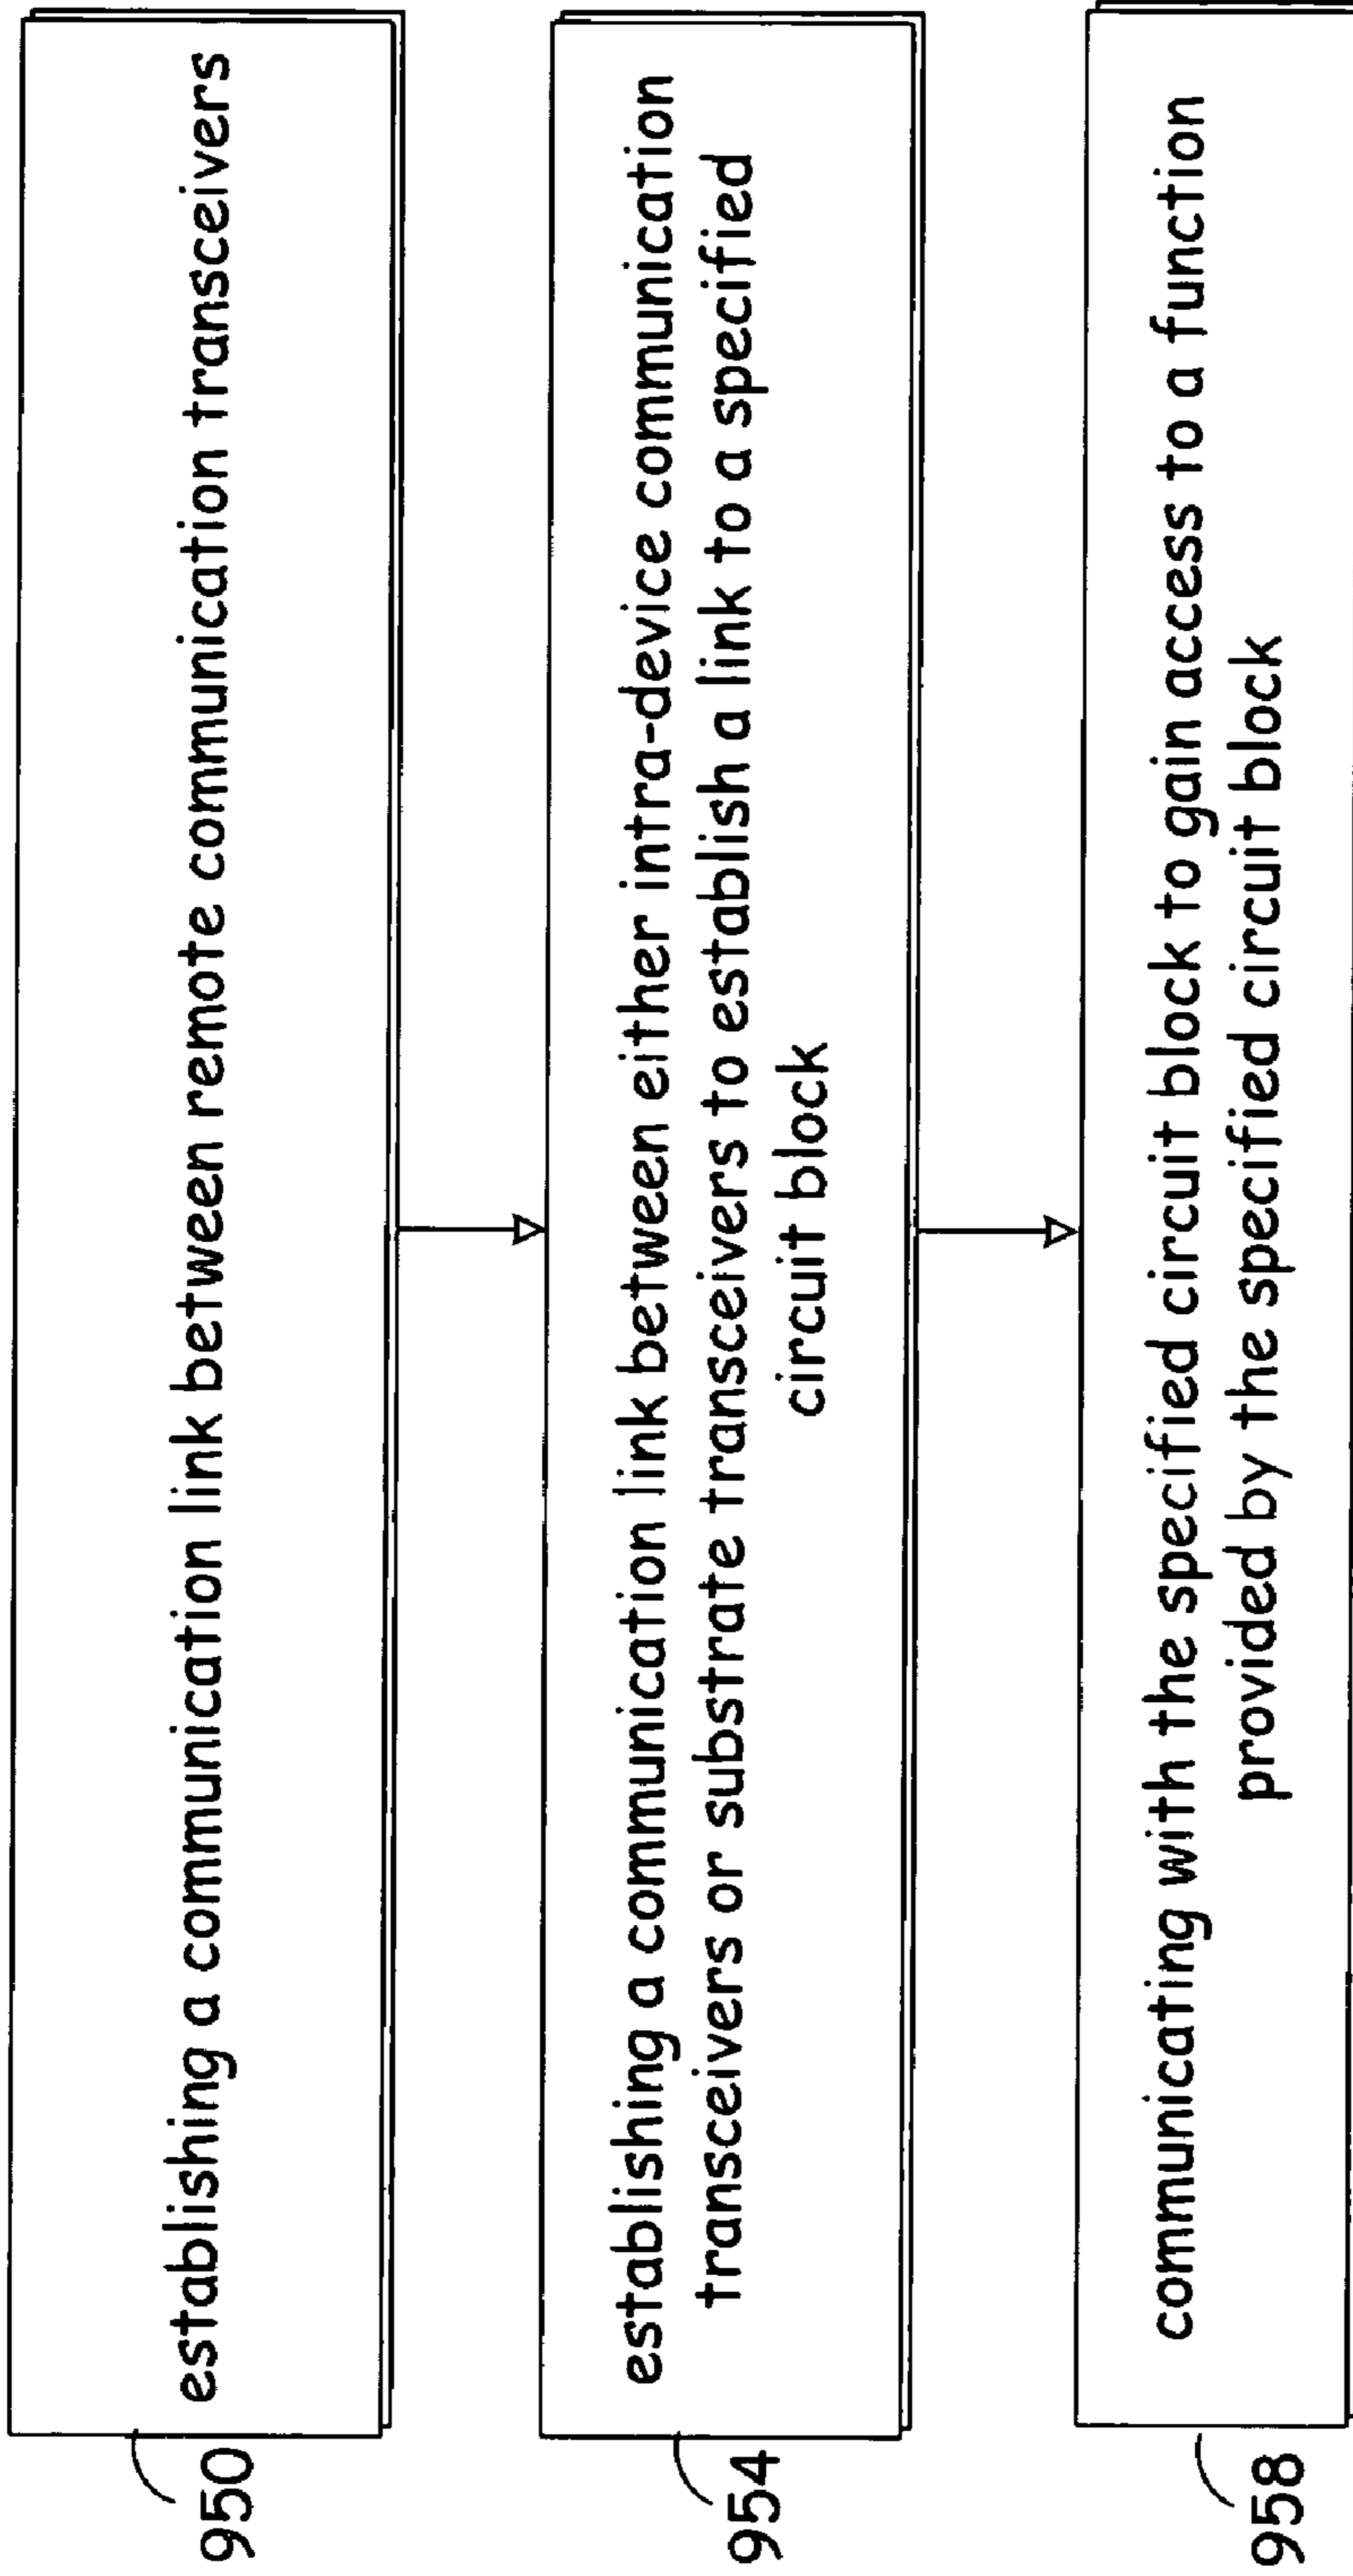 establishing a communication link between remote communication transceivers
950
establishing a communication link between either intra-device communication
transceivers or substrate transceivers to establish a link to a specified
circuit block
954
communicating with the specified circuit block to gain access to a function
provided by the specified circuit block
958